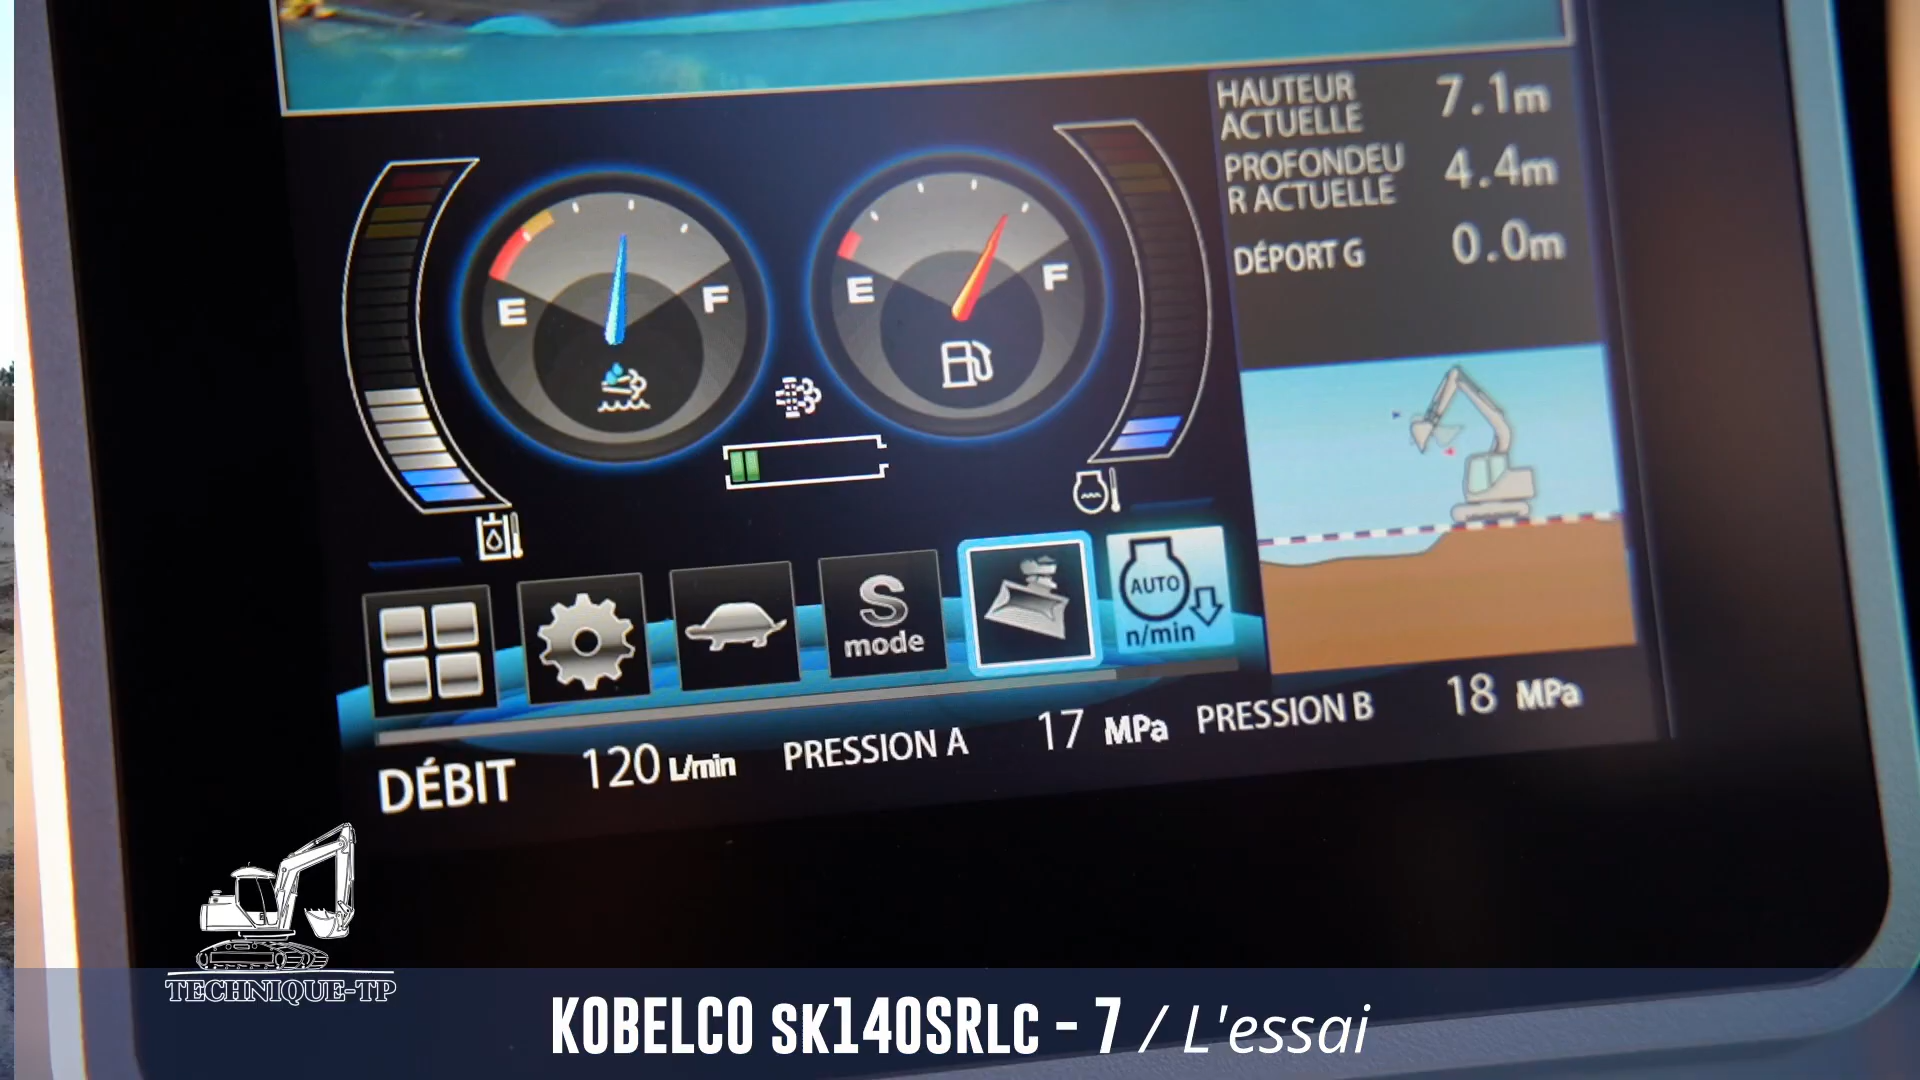 HAUTEUR
ACTUELLE 7.1m
PROFONDEU
R ACTUELLE 4.4m
DÉPORT G 0.0m
E F
E F
S
mode
AUTO
n/min
DÉBIT 120 L/min PRESSION A 17 MPa PRESSION B 18 MPa
TECHNIQUE-TP
KOBELCO SK140SRLC - 7 / L'essai